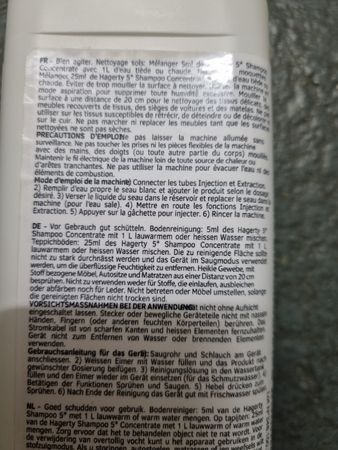 FR - Bien agiter. Nettoyage sols: Mélanger 5ml de 5* Shampoo
Concentrate avec 1L d'eau tiède ou chaude. moquettes
Mélanger 25ml de Hagerty 5* Shampoo Concentrate d'eau tiède
chaude. Eviter de trop mouiller la surface à nettoyer. la machine
mode aspiration pour supprimer toute humidité
surface à une distance de 20 cm pour le nettoyage des tissus délicats,
meubles recouverts de tissus, des sièges de voitures et des matelas. Ne
utiliser sur les tissus susceptibles de rétrécir, de déteindre ou de décolorer
sur le cuir. Ne pas marcher ni replacer les meubles tant que les surfaces
nettoyées ne sont pas sèches.
PRECAUTIONS D'EMPLOI: Ne pas laisser la machine allumée sans
surveillance. Ne pas toucher les prises ni les pièces flexibles de la machine
avec des mains, des doigts (ou toute autre partie du corps) mouillés.
Maintenir le fil électrique de la machine loin de toute source de chaleur ou
d'arêtes tranchantes. Ne pas utiliser la machine pour évacuer l'eau ni des
éléments de combustion.
Mode d'emploi de la machine: Connecter les tubes Injection et Extraction.
2) Remplir d'eau propre le seau blanc et ajouter le produit selon le dosage
désiré. 3) Verser le liquide du seau dans le réservoir et replacer le seau dans
la machine (pour l'eau sale). 4) Mettre en route les fonctions Injection et
Extraction. 5) Appuyer sur la gâchette pour injecter. 6) Rincer la machine.
DE - Vor Gebrauch gut schütteln. Bodenreinigung: 5ml des Hagerty 5*
Shampoo Concentrate mit 1 L lauwarmem oder heissen Wasser mischen.
Teppichböden: 25ml des Hagerty 5* Shampoo Concentrate mit 1 L
lauwarmem oder heissen Wasser mischen. Die zu reinigende Fläche sollte
nicht zu stark durchnässt werden und das Gerät im Saugmodus verwendet
werden, um die überflüssige Feuchtigkeit zu entfernen. Heikle Gewebe, mit
Stoff bezogene Möbel, Autositze und Matratzen aus einer Distanz von 20 cm
besprühen. Nicht zu verwenden weder für Stoffe, die einlaufen, ausbleichen
oder abfärben noch für Leder. Nicht betreten oder Möbel umstellen, solange
die gereinigten Flächen nicht trocken sind.
VORSICHTSMASSNAHMEN BEI DER ANWENDUNG: nicht ohne Aufsicht
eingeschaltet lassen. Stecker oder bewegliche Geräteteile nicht mit nassen
Händen, Fingern (oder anderen feuchten Körperteilen) berühren. Das
Stromkabel ist von scharfen Kanten und heissen Elementen fernzuhalten.
Gerät nicht zum Entfernen von Wasser oder brennenden Elementen
verwenden.
Gebrauchsanleitung für das Gerät: Saugrohr und Schlauch am Gerät
anschliessen. 2) Weissen Eimer mit Wasser füllen und das Produkt nach
gewünschter Dosierung beifügen. 3) Reinigungslösung in den Wassertank
füllen und den Eimer wieder im Gerät einsetzen (für das Schmutzwasser). 4)
Betätigen der Funktionen Sprühen und Saugen. 5) Hebel drücken zum
Sprühen. 6) Nach Ende der Reinigung das Gerät gut mit Frischwasser spülen.
NL - Goed schudden voor gebruik. Bodenreiniger: 5ml van de Hagerty
Shampoo 5* Concentrate met 1 L lauw of warm water mengen. Op tapijten: 25ml
van de Hagerty Shampoo 5* Concentrate met 1 L lauw of warm water
mengen. Zorg ervoor dat het te behandelen object niet te nat wordt. Voor
de verwijdering van overtollig vocht kunt u het apparaat gebruiken in de
stofzuigmodus. Als u stromen, autostoelen, matrassen of